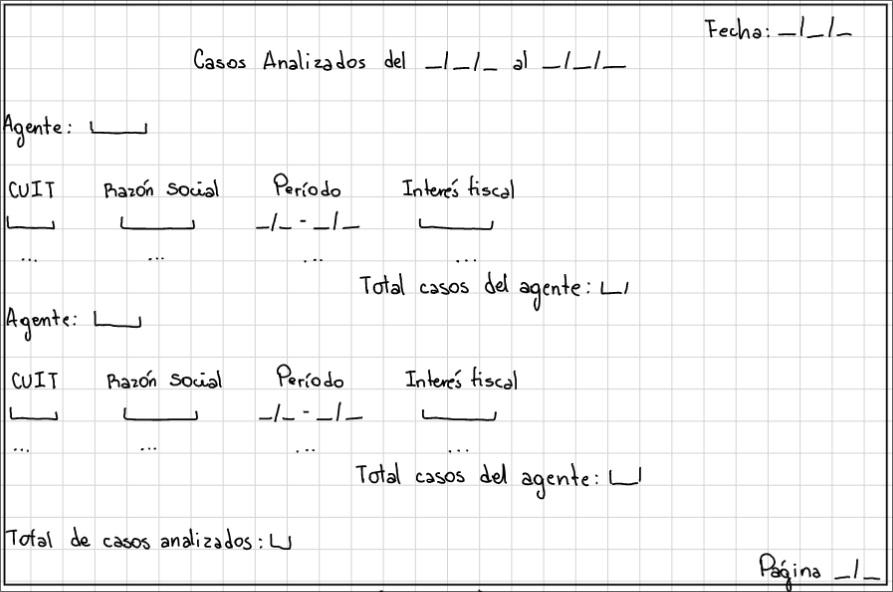 Fecha: _/_/_
Casos Analizados del _/_/_ al _/_/_
Agente:
CUIT Razón Social Período Interés fiscal
_/_ - _/_
... ... ... ...
Total casos del agente:
Agente:
CUIT Razón Social Período Interés fiscal
_/_ - _/_
... ... ... ...
Total casos del agente:
Total de casos analizados:
Página _/_